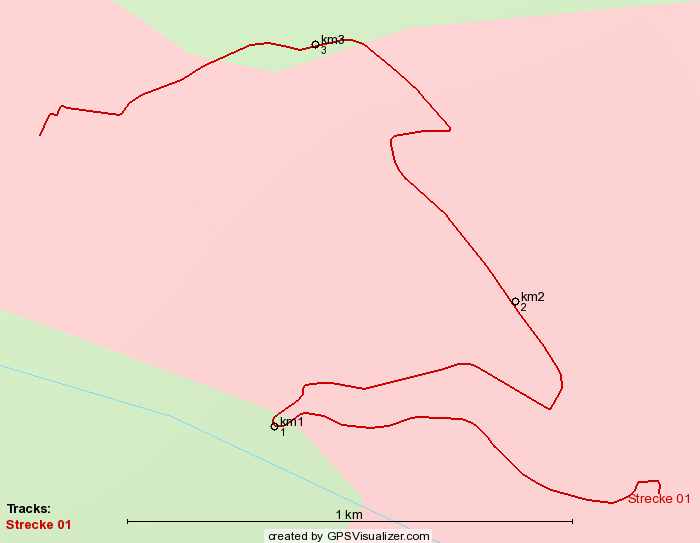 km3
3
km2
2
km1
1
Strecke 01
Tracks:
Strecke 01
1 km
created by GPSVisualizer.com